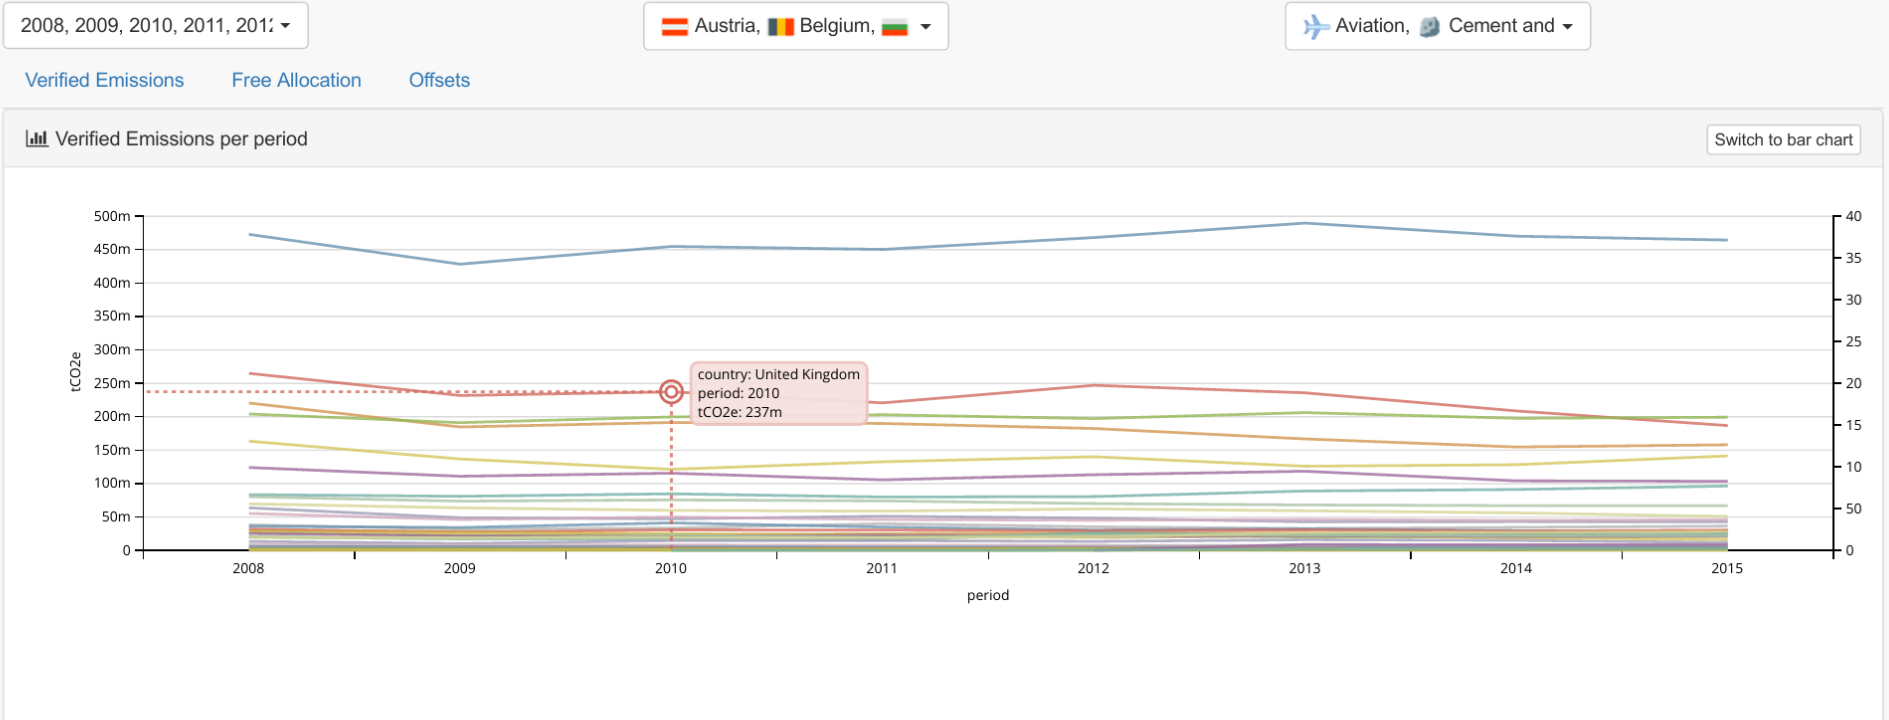 2008, 2009, 2010, 2011, 2012
Austria, Belgium,
Aviation, Cement and
Verified Emissions Free Allocation Offsets
Verified Emissions per period
Switch to bar chart
500m
450m
400m
350m
300m
250m
200m
150m
100m
50m
0
tCO2e
country: United Kingdom
period: 2010
tCO2e: 237m
40
35
30
25
20
15
10
50
0
2008 2009 2010 2011 2012 2013 2014 2015
period